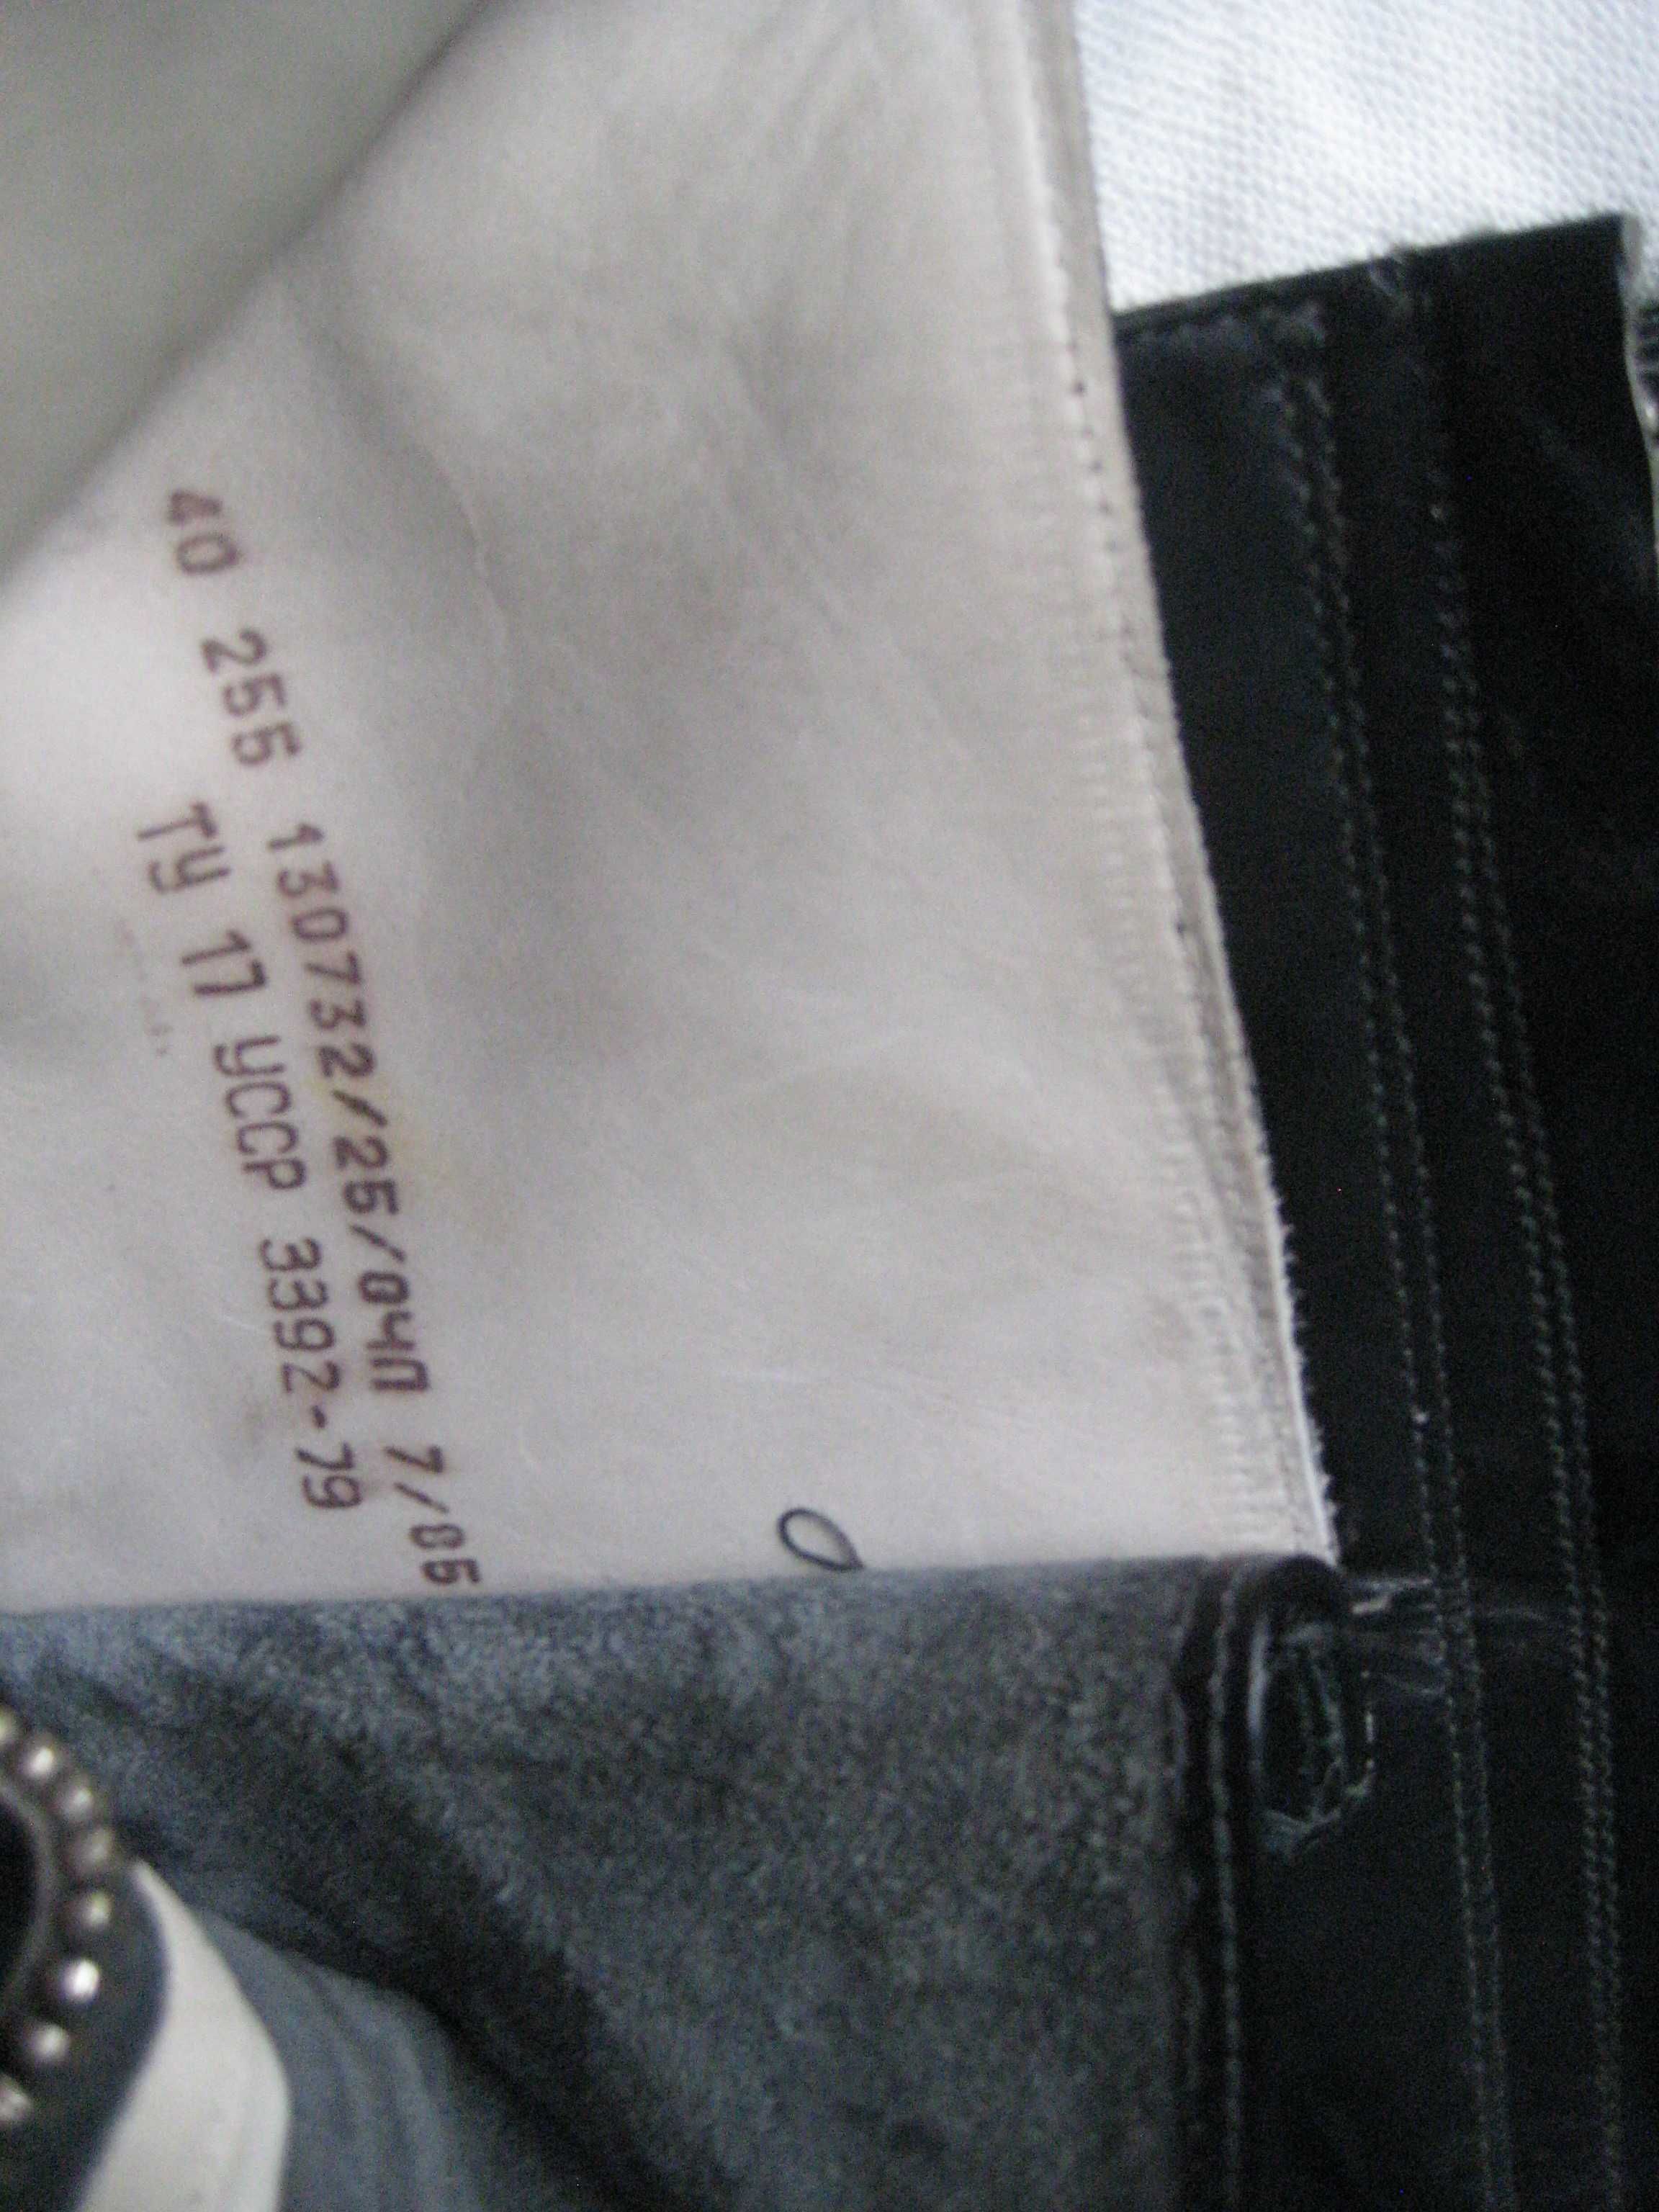 40 255 130732/25/04П 7/85
ТУ 17 УССР 3392-79